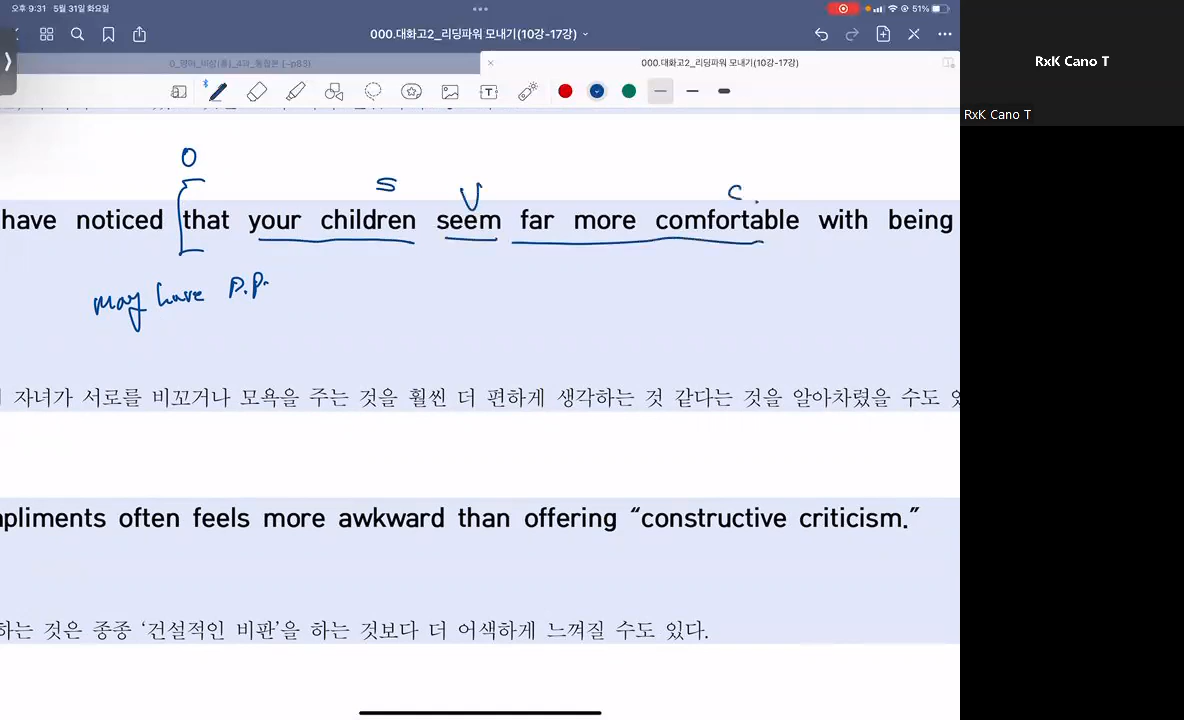 오후 9:31 5월 31일 화요일
51%
000.대화고2_리딩파워 모내기(10강-17강)
RxK Cano T
000.대화고2_리딩파워 모내기(10강-17강)
RxK Cano T
O
S V C.
have noticed that your children seem far more comfortable with being
may have p.p.
자녀가 서로를 비꼬거나 모욕을 주는 것을 훨씬 더 편하게 생각하는 것 같다는 것을 알아차렸을 수도
pliments often feels more awkward than offering “constructive criticism.”
하는 것은 종종 ‘건설적인 비판’을 하는 것보다 더 어색하게 느껴질 수도 있다.